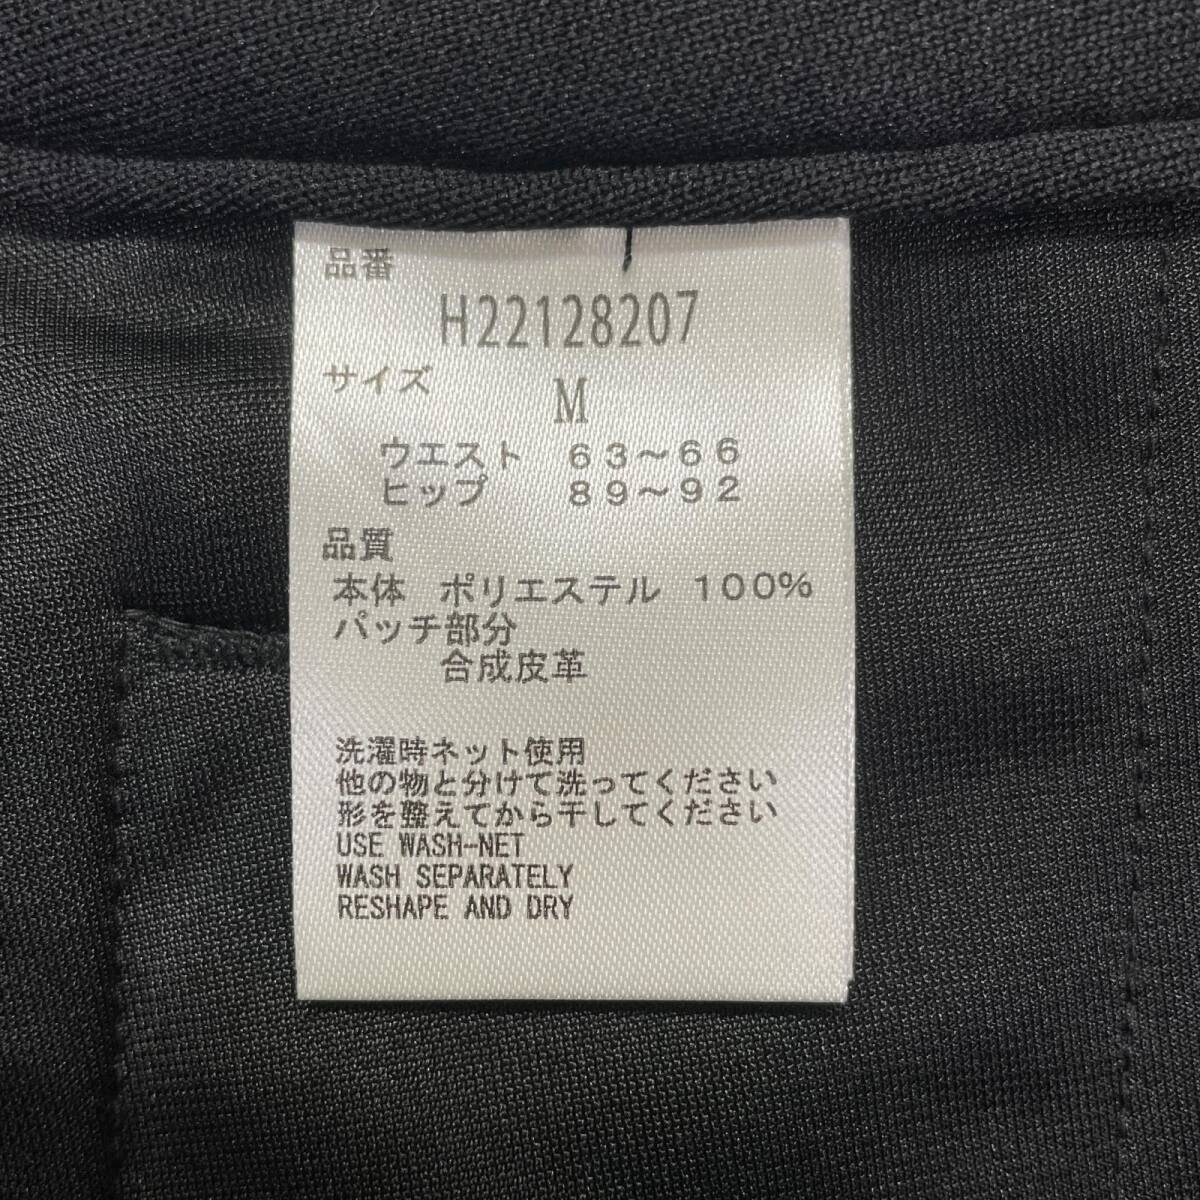 品番
H22128207
サイズ
M
ウエスト 63～66
ヒップ 89～92
品質
本体 ポリエステル 100%
パッチ部分
合成皮革
洗濯時ネット使用
他の物と分けて洗ってください
形を整えてから干してください
USE WASH-NET
WASH SEPARATELY
RESHAPE AND DRY